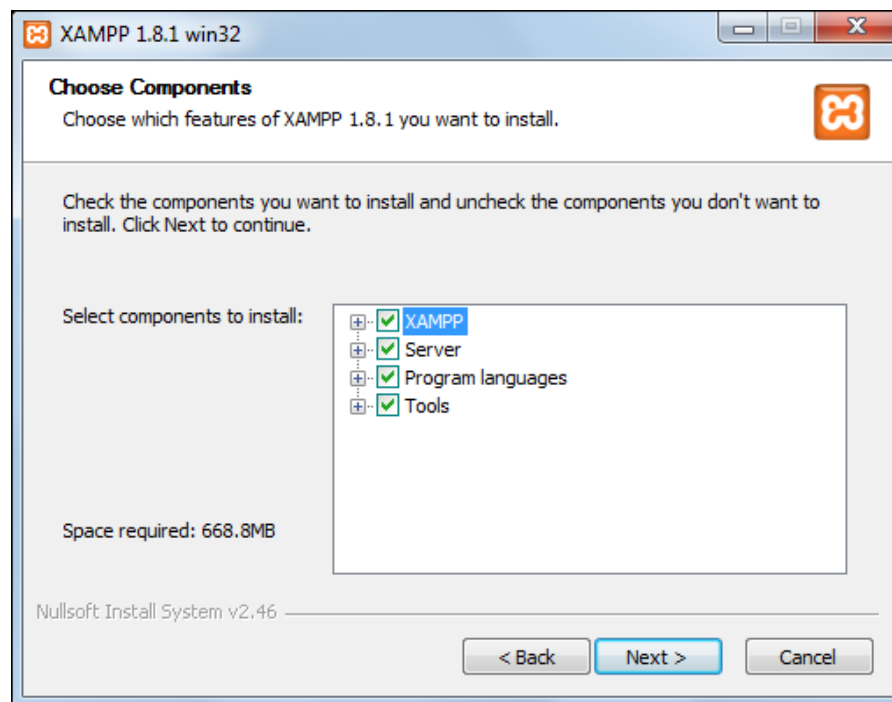 XAMPP 1.8.1 win32
Choose Components
Choose which features of XAMPP 1.8.1 you want to install.
Check the components you want to install and uncheck the components you don't want to
install. Click Next to continue.
Select components to install:
XAMPP
Server
Program languages
Tools
Space required: 668.8MB
Nullsoft Install System v2.46
< Back
Next >
Cancel